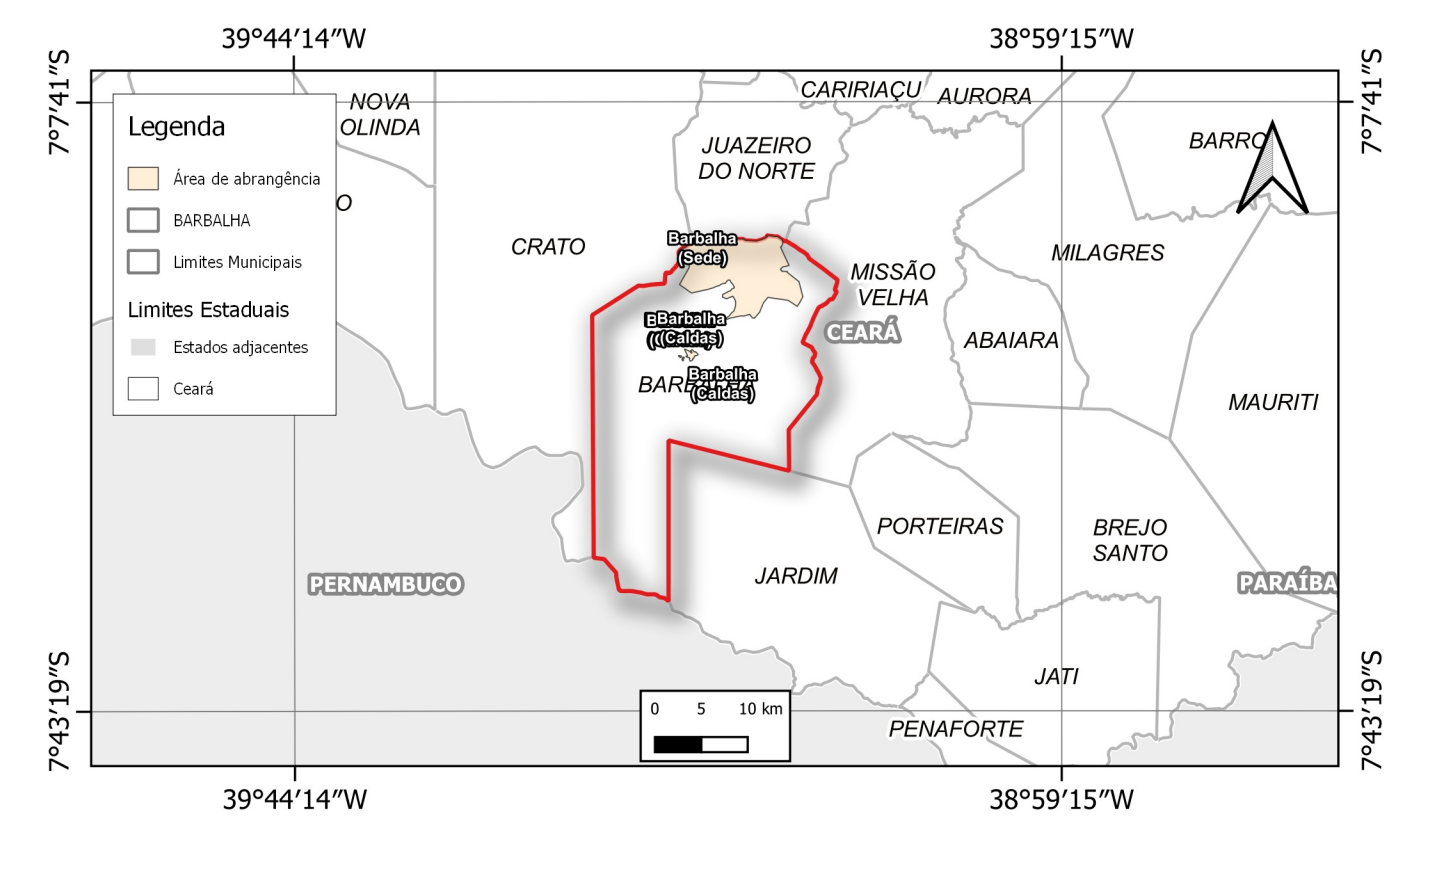 39°44′14″W
38°59′15″W
7°7′41″S
7°7′41″S
Legenda
Área de abrangência
BARBALHA
Limites Municipais
Limites Estaduais
Estados adjacentes
Ceará
NOVA
OLINDA
O
CARIRIAÇU
AURORA
JUAZEIRO
DO NORTE
BARRO
CRATO
Barbalha
(Sede)
MISSÃO
VELHA
MILAGRES
Barbalha
(Caldas)
CEARÁ
ABAIARA
Barbalha
(Caldas)
MAURITI
PORTEIRAS
BREJO
SANTO
JARDIM
PERNAMBUCO
PARAÍBA
JATI
PENAFORTE
0 5 10 km
7°43′19″S
7°43′19″S
39°44′14″W
38°59′15″W